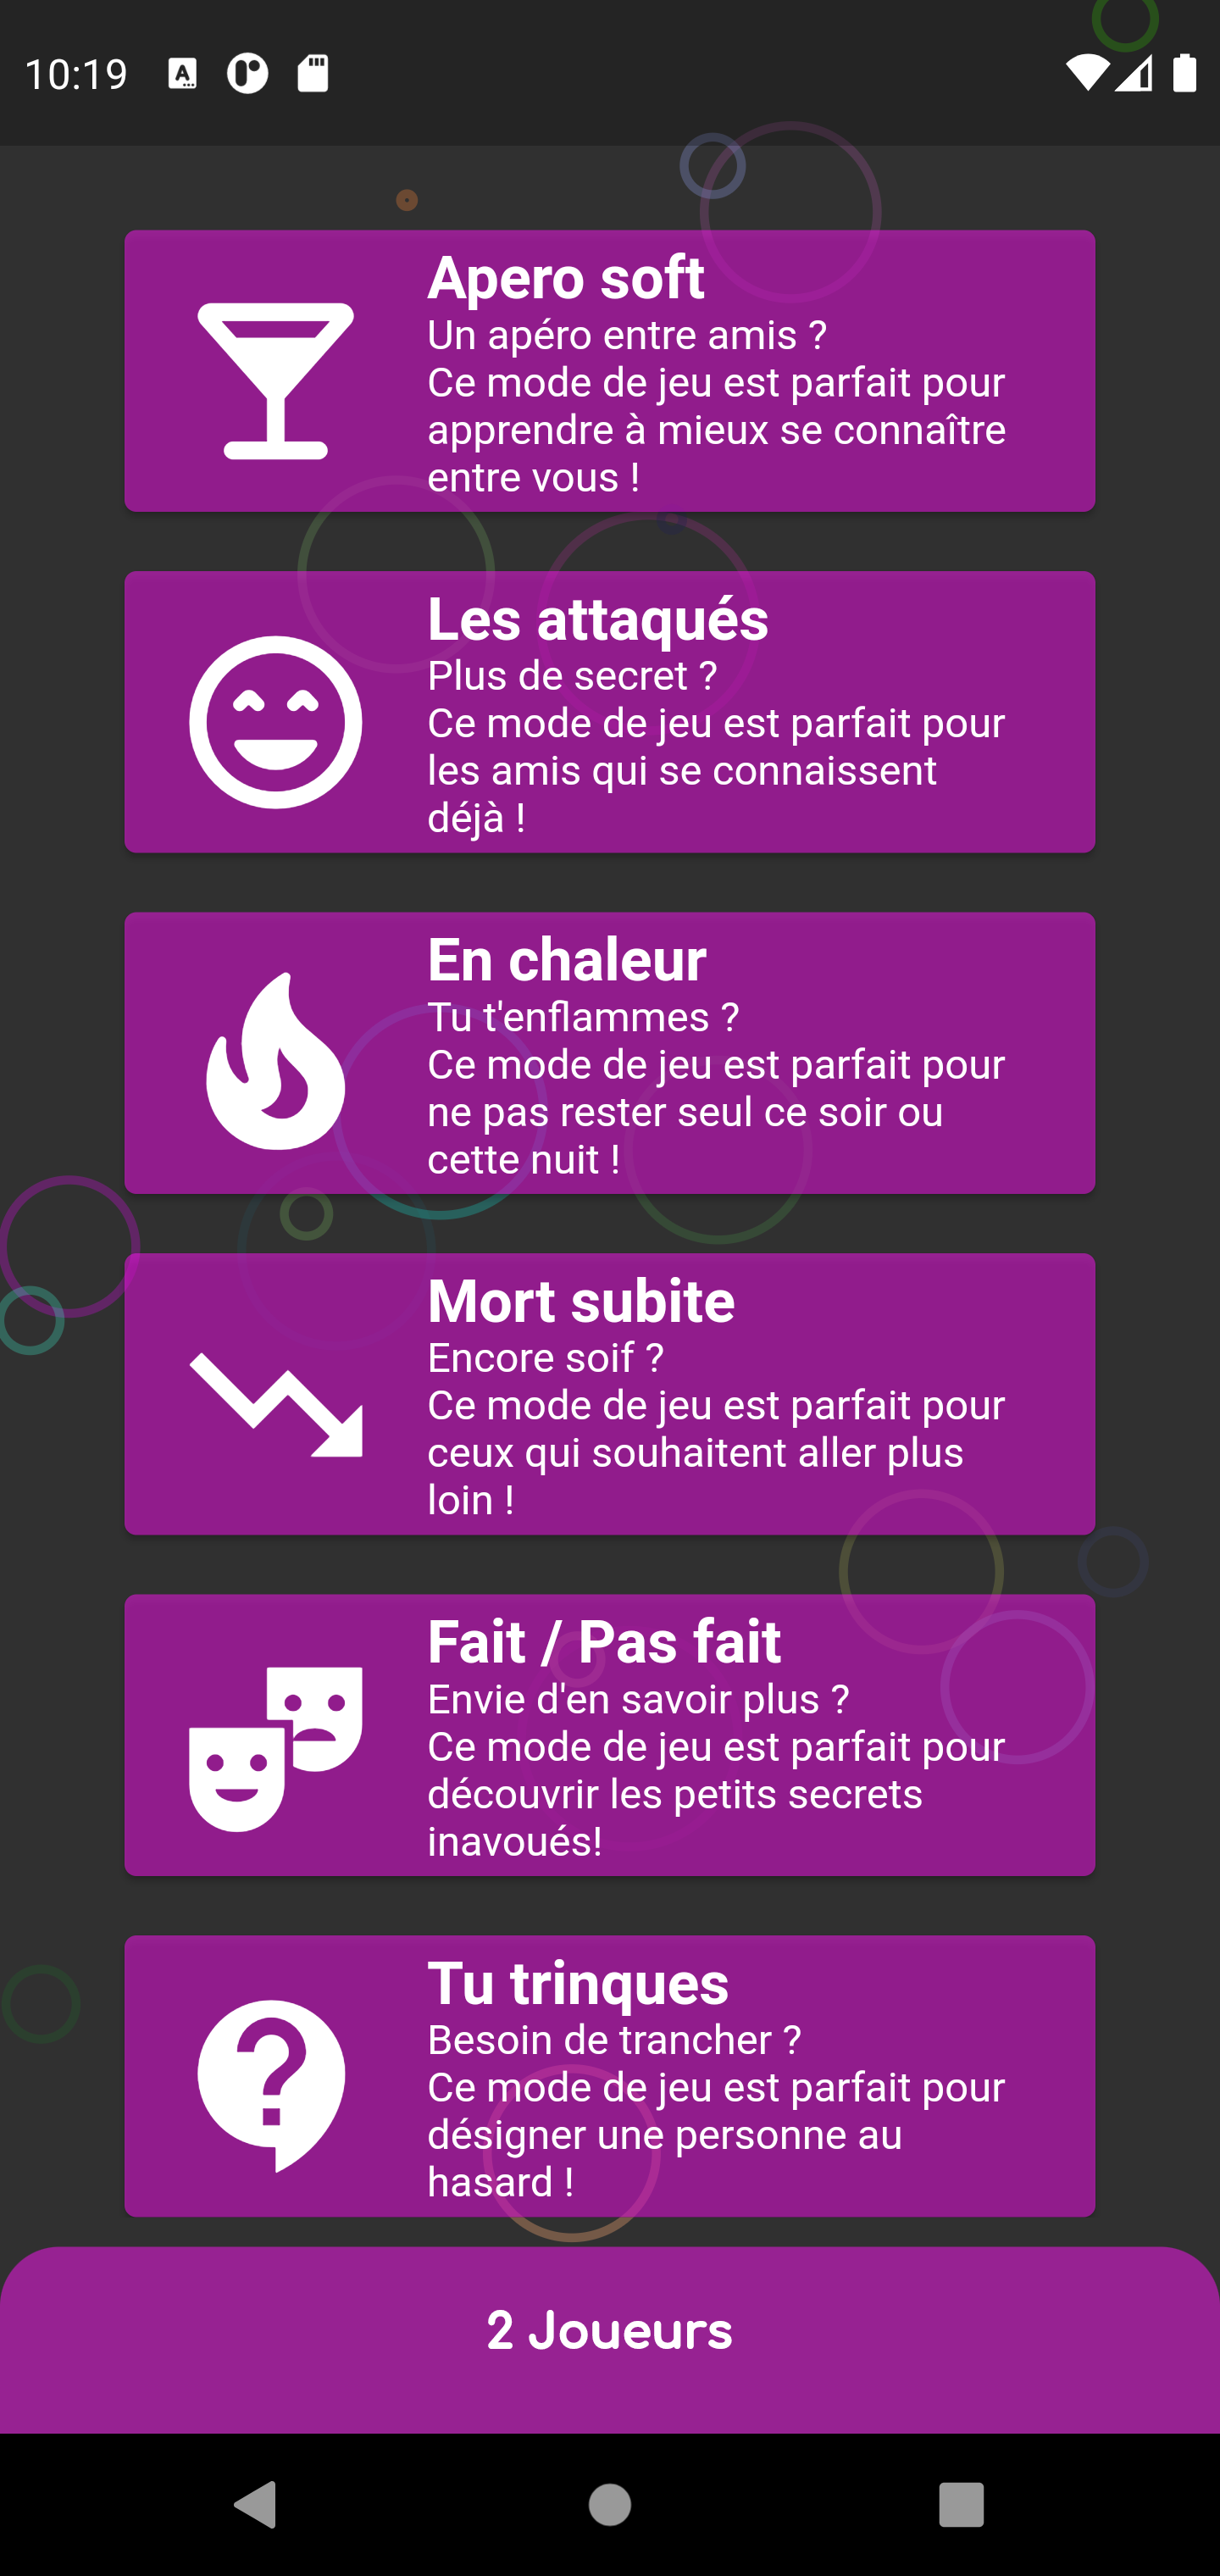 10:19
Apero soft
Un apéro entre amis ?
Ce mode de jeu est parfait pour
apprendre à mieux se connaître
entre vous !
Les attaqués
Plus de secret ?
Ce mode de jeu est parfait pour
les amis qui se connaissent
déjà !
En chaleur
Tu t'enflammes ?
Ce mode de jeu est parfait pour
ne pas rester seul ce soir ou
cette nuit !
Mort subite
Encore soif ?
Ce mode de jeu est parfait pour
ceux qui souhaitent aller plus
loin !
Fait / Pas fait
Envie d'en savoir plus ?
Ce mode de jeu est parfait pour
découvrir les petits secrets
inavoués!
Tu trinques
Besoin de trancher ?
Ce mode de jeu est parfait pour
désigner une personne au
hasard !
2 Joueurs